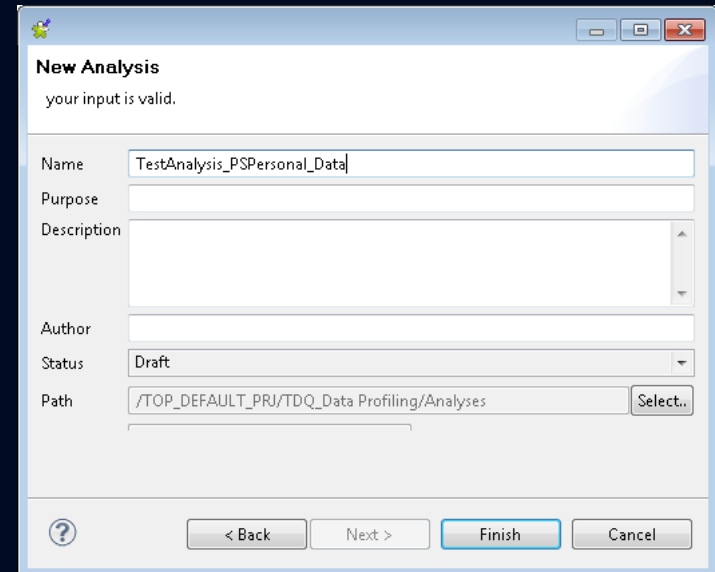 New Analysis
your input is valid.
Name TestAnalysis_PSPersonal_Data
Purpose
Description
Author
Status Draft
Path /TOP_DEFAULT_PRJ/TDQ_Data Profiling/Analyses Select..
< Back Next > Finish Cancel